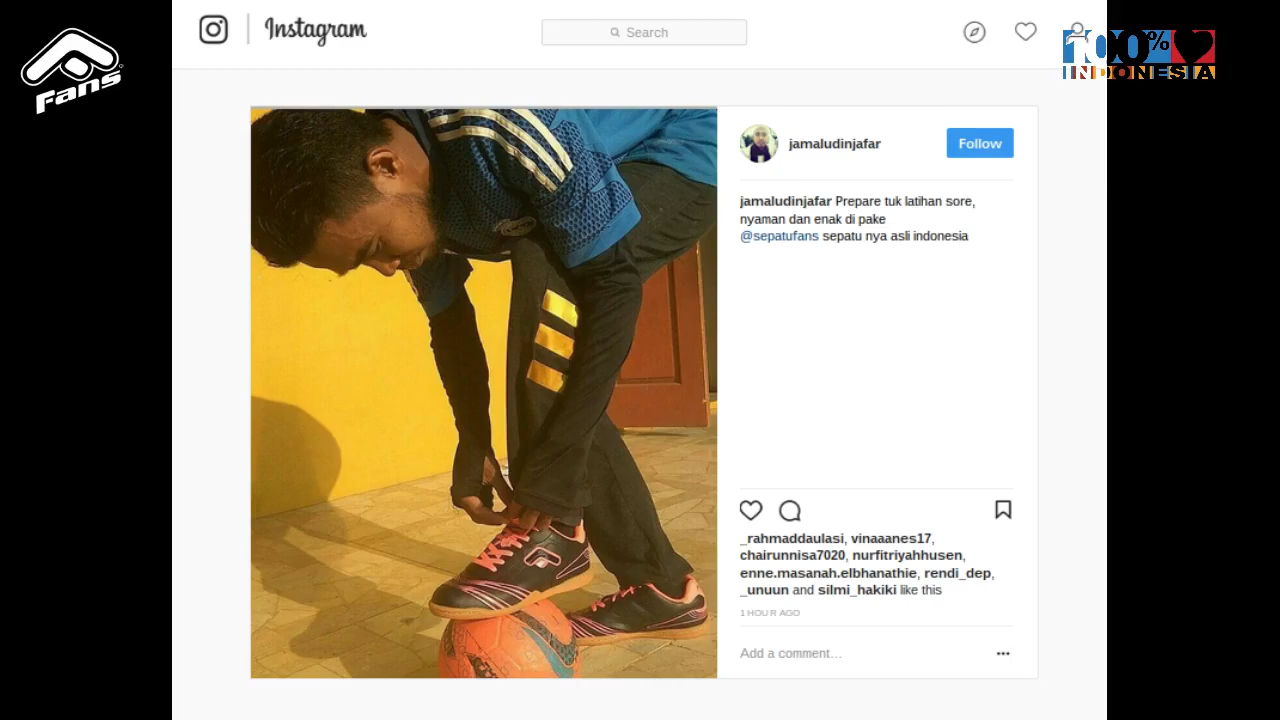 Fans
Instagram
Search
100%
INDONESIA
jamaludinjafar
Follow
jamaludinjafar Prepare tuk latihan sore,
nyaman dan enak di pake
@sepatufans sepatu nya asli indonesia
_rahmaddaulasi, vinaaanes17,
chairunnisa7020, nurfitriyahhusen,
enne.masanah.elbhanathie, rendi_dep,
_unuun and silmi_hakiki like this
1 HOUR AGO
Add a comment…